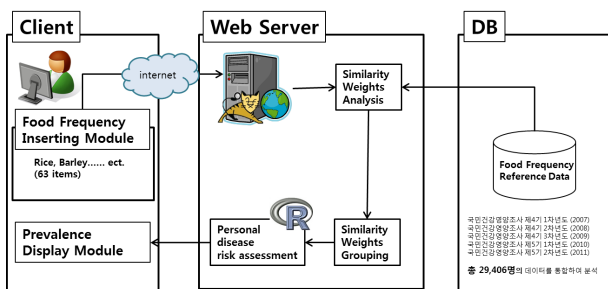 Client
Web Server
DB
internet
Similarity
Weights
Analysis
Food Frequency
Inserting Module
Rice, Barley...... ect.
(63 items)
Food Frequency
Reference Data
R
Prevalence
Display Module
Personal
disease
risk assessment
Similarity
Weights
Grouping
국민건강영양조사 제4기 1차년도 (2007)
국민건강영양조사 제4기 2차년도 (2008)
국민건강영양조사 제4기 3차년도 (2009)
국민건강영양조사 제5기 1차년도 (2010)
국민건강영양조사 제5기 2차년도 (2011)
총 29,406명의 데이터를 통합하여 분석